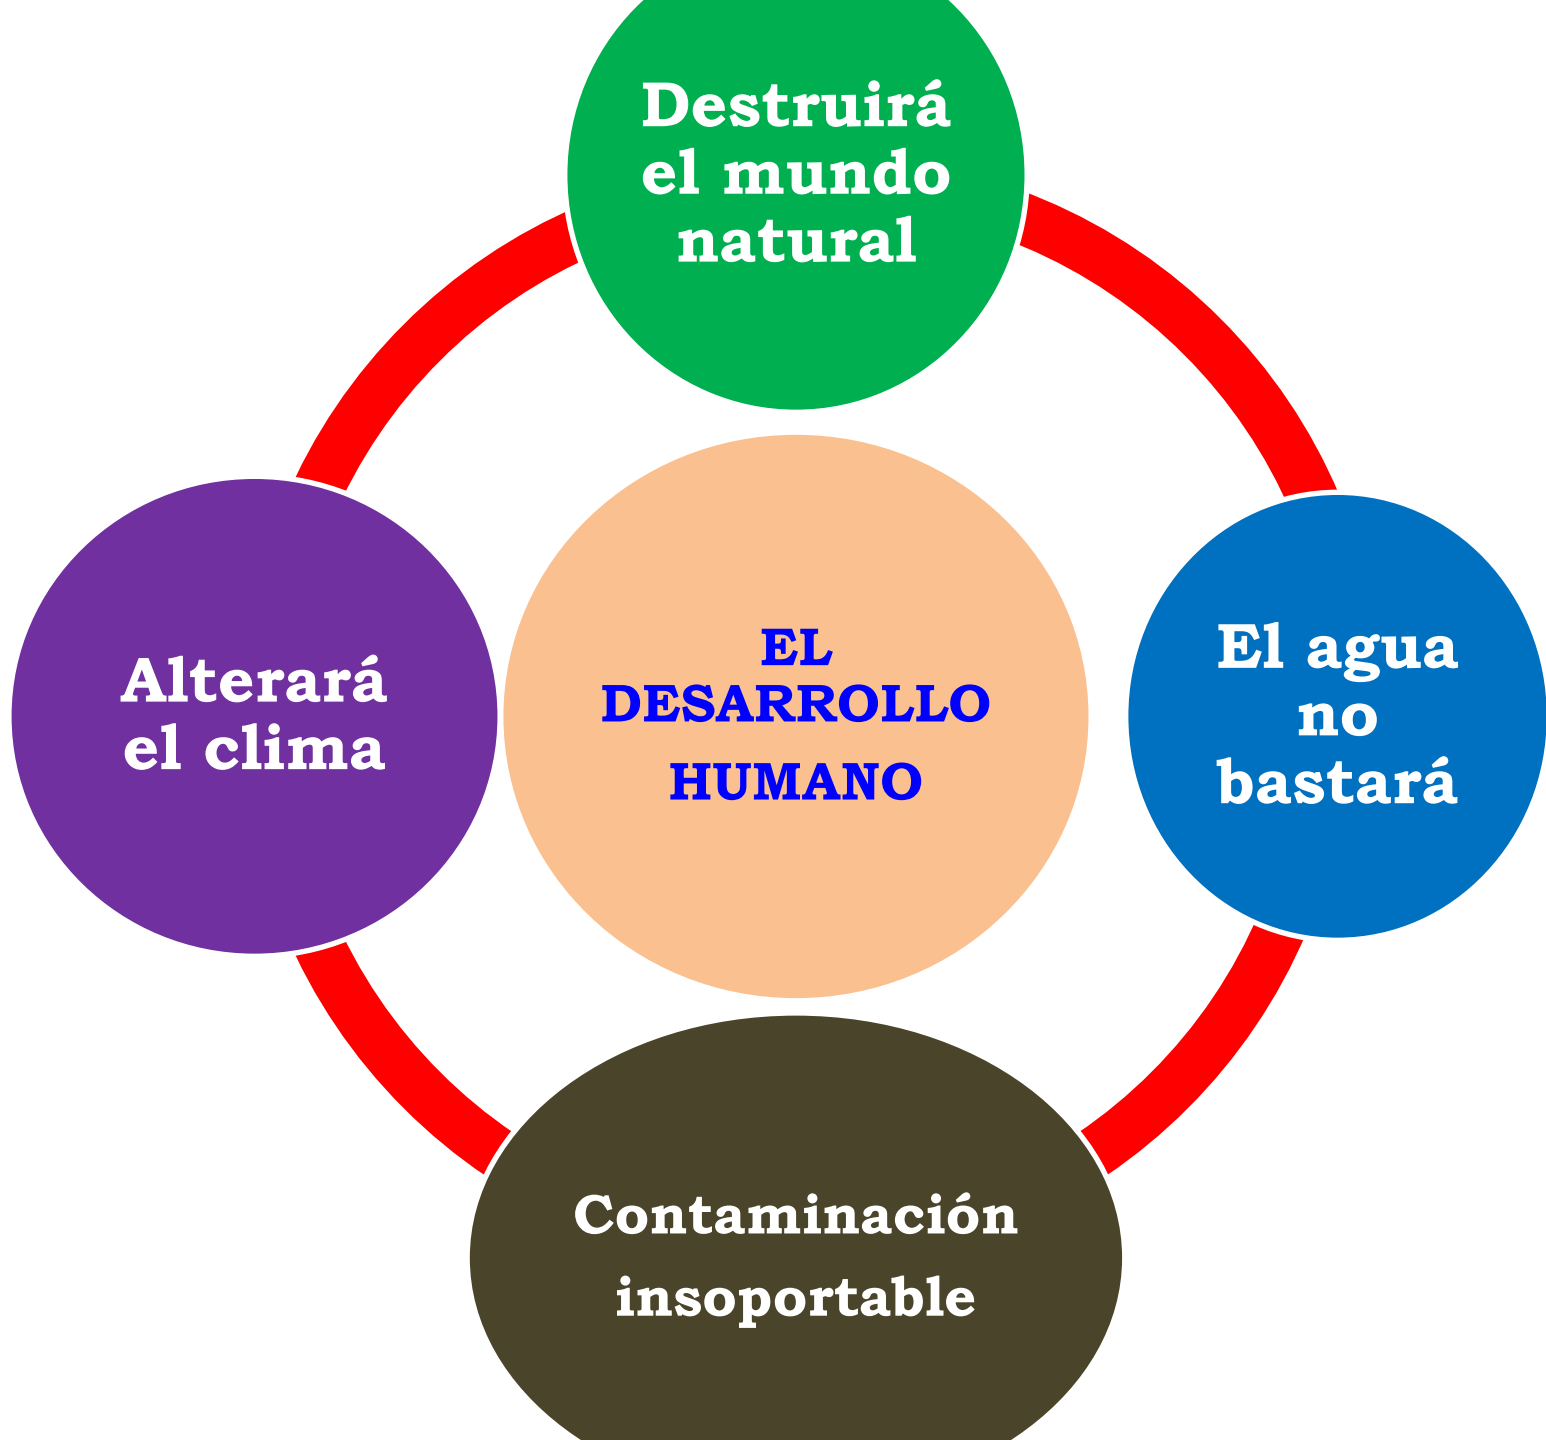 Destruirá
el mundo
natural
Alterará
el clima
EL
DESARROLLO
HUMANO
El agua
no
bastará
Contaminación
insoportable